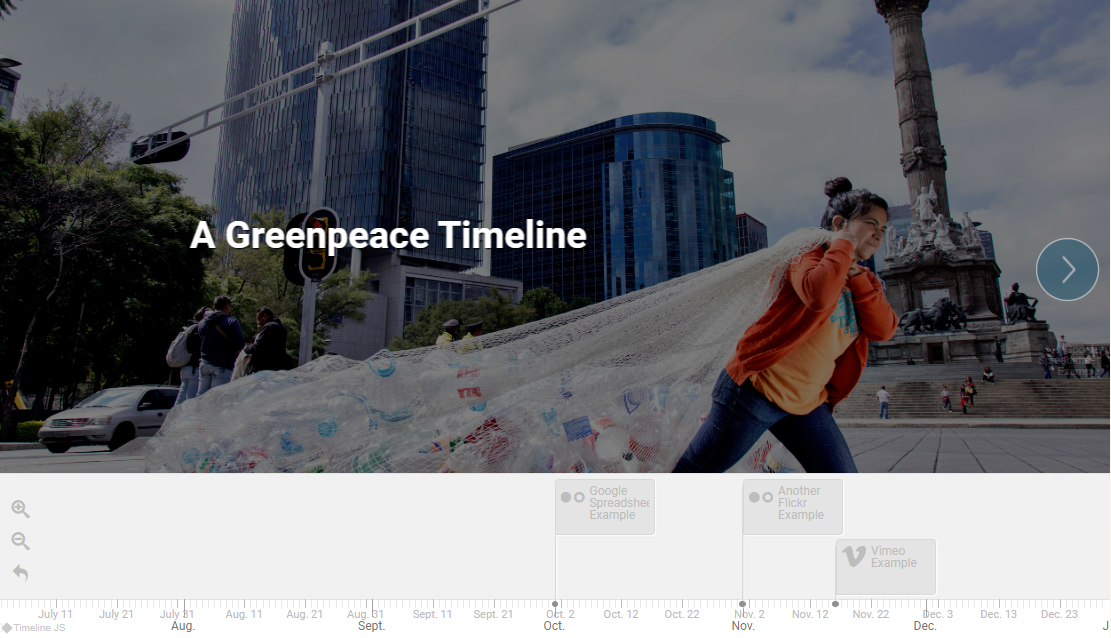 A Greenpeace Timeline
Google
Spreadshee
Example
Another
Flickr
Example
Vimeo
Example
July 11
July 21
July 31
Aug. 11
Aug. 21
Aug. 31
Sept. 11
Sept. 21
Oct. 2
Oct. 12
Oct. 22
Nov. 2
Nov. 12
Nov. 22
Dec. 3
Dec. 13
Dec. 23
Aug.
Sept.
Oct.
Nov.
Dec.
J
Timeline JS